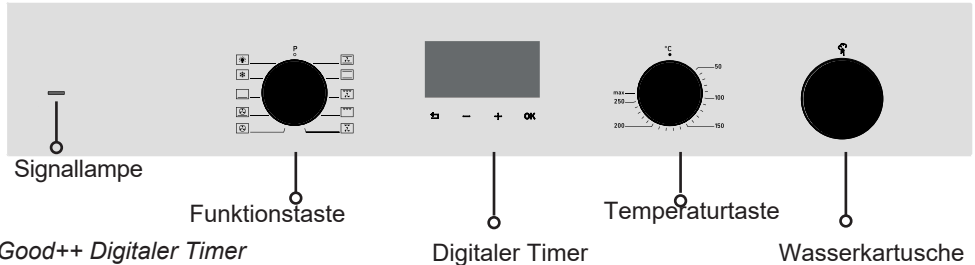 P
°C
50
100
150
200
250
max
− + OK
Signallampe
Funktionstaste
Temperaturtaste
Good++ Digitaler Timer
Digitaler Timer
Wasserkartusche